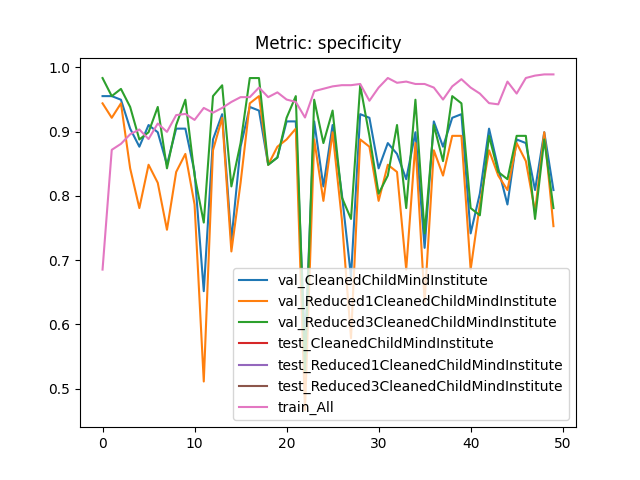 Metric: specificity
1.0
0.9
0.8
0.7
0.6
0.5
val_CleanedChildMindInstitute
val_Reduced1CleanedChildMindInstitute
val_Reduced3CleanedChildMindInstitute
test_CleanedChildMindInstitute
test_Reduced1CleanedChildMindInstitute
test_Reduced3CleanedChildMindInstitute
train_All
0 10 20 30 40 50